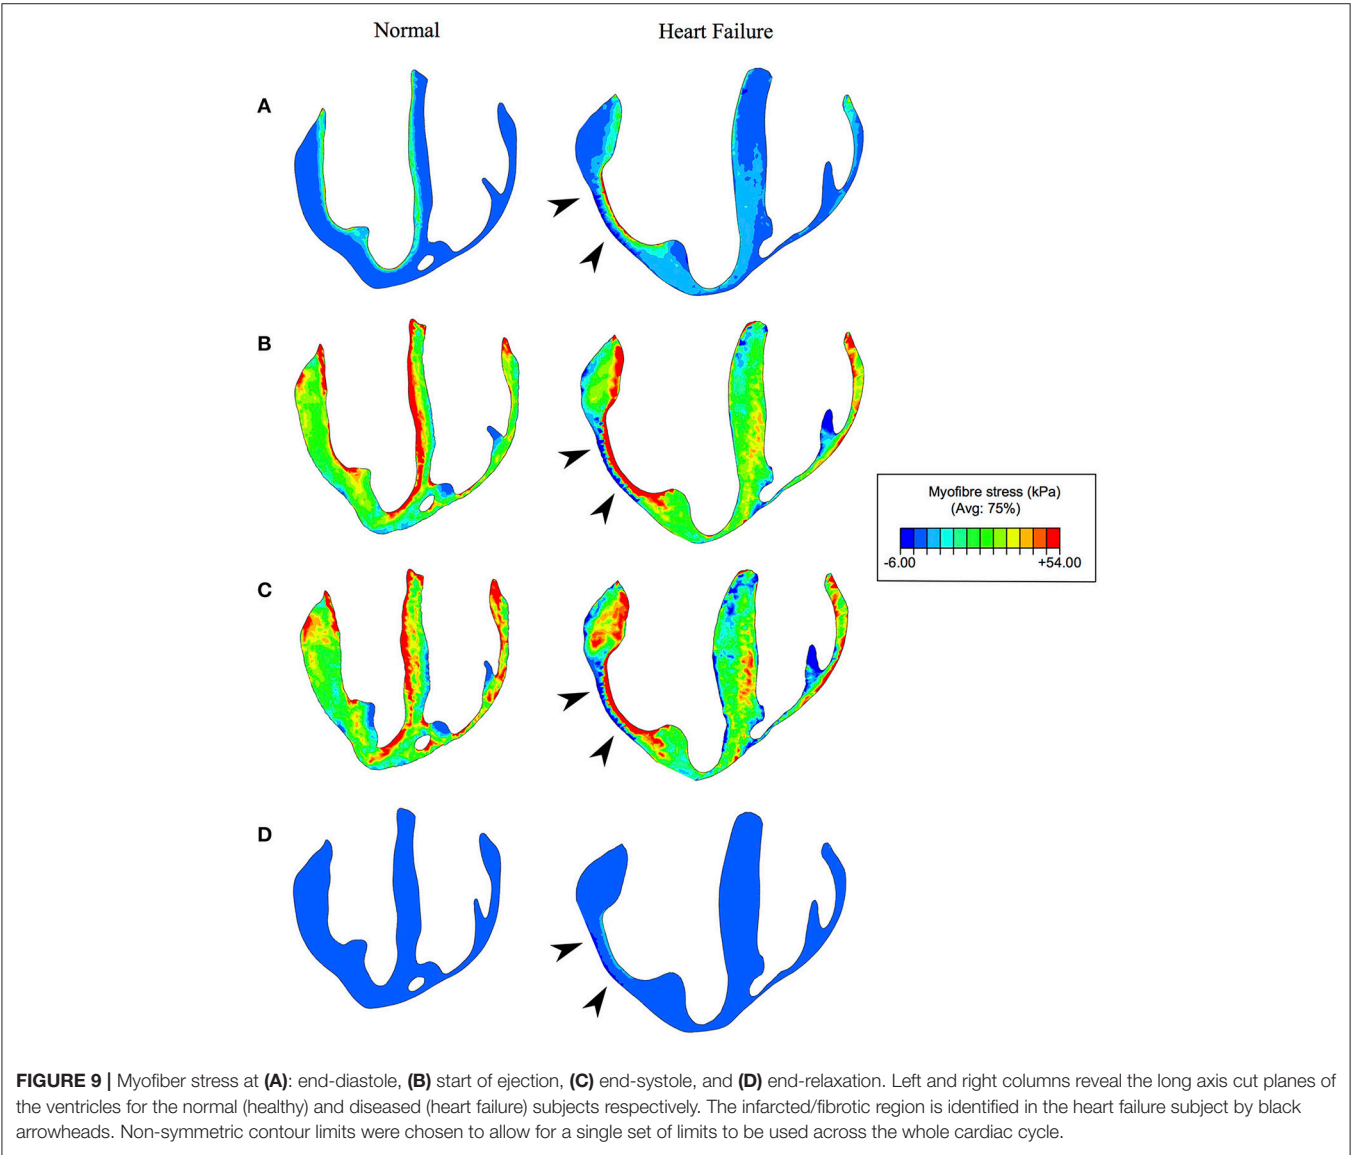 Normal
Heart Failure
A
B
Myofibre stress (kPa)
(Avg: 75%)
-6.00
+54.00
C
D
FIGURE 9 | Myofiber stress at (A): end-diastole, (B) start of ejection, (C) end-systole, and (D) end-relaxation. Left and right columns reveal the long axis cut planes of
the ventricles for the normal (healthy) and diseased (heart failure) subjects respectively. The infarcted/fibrotic region is identified in the heart failure subject by black
arrowheads. Non-symmetric contour limits were chosen to allow for a single set of limits to be used across the whole cardiac cycle.